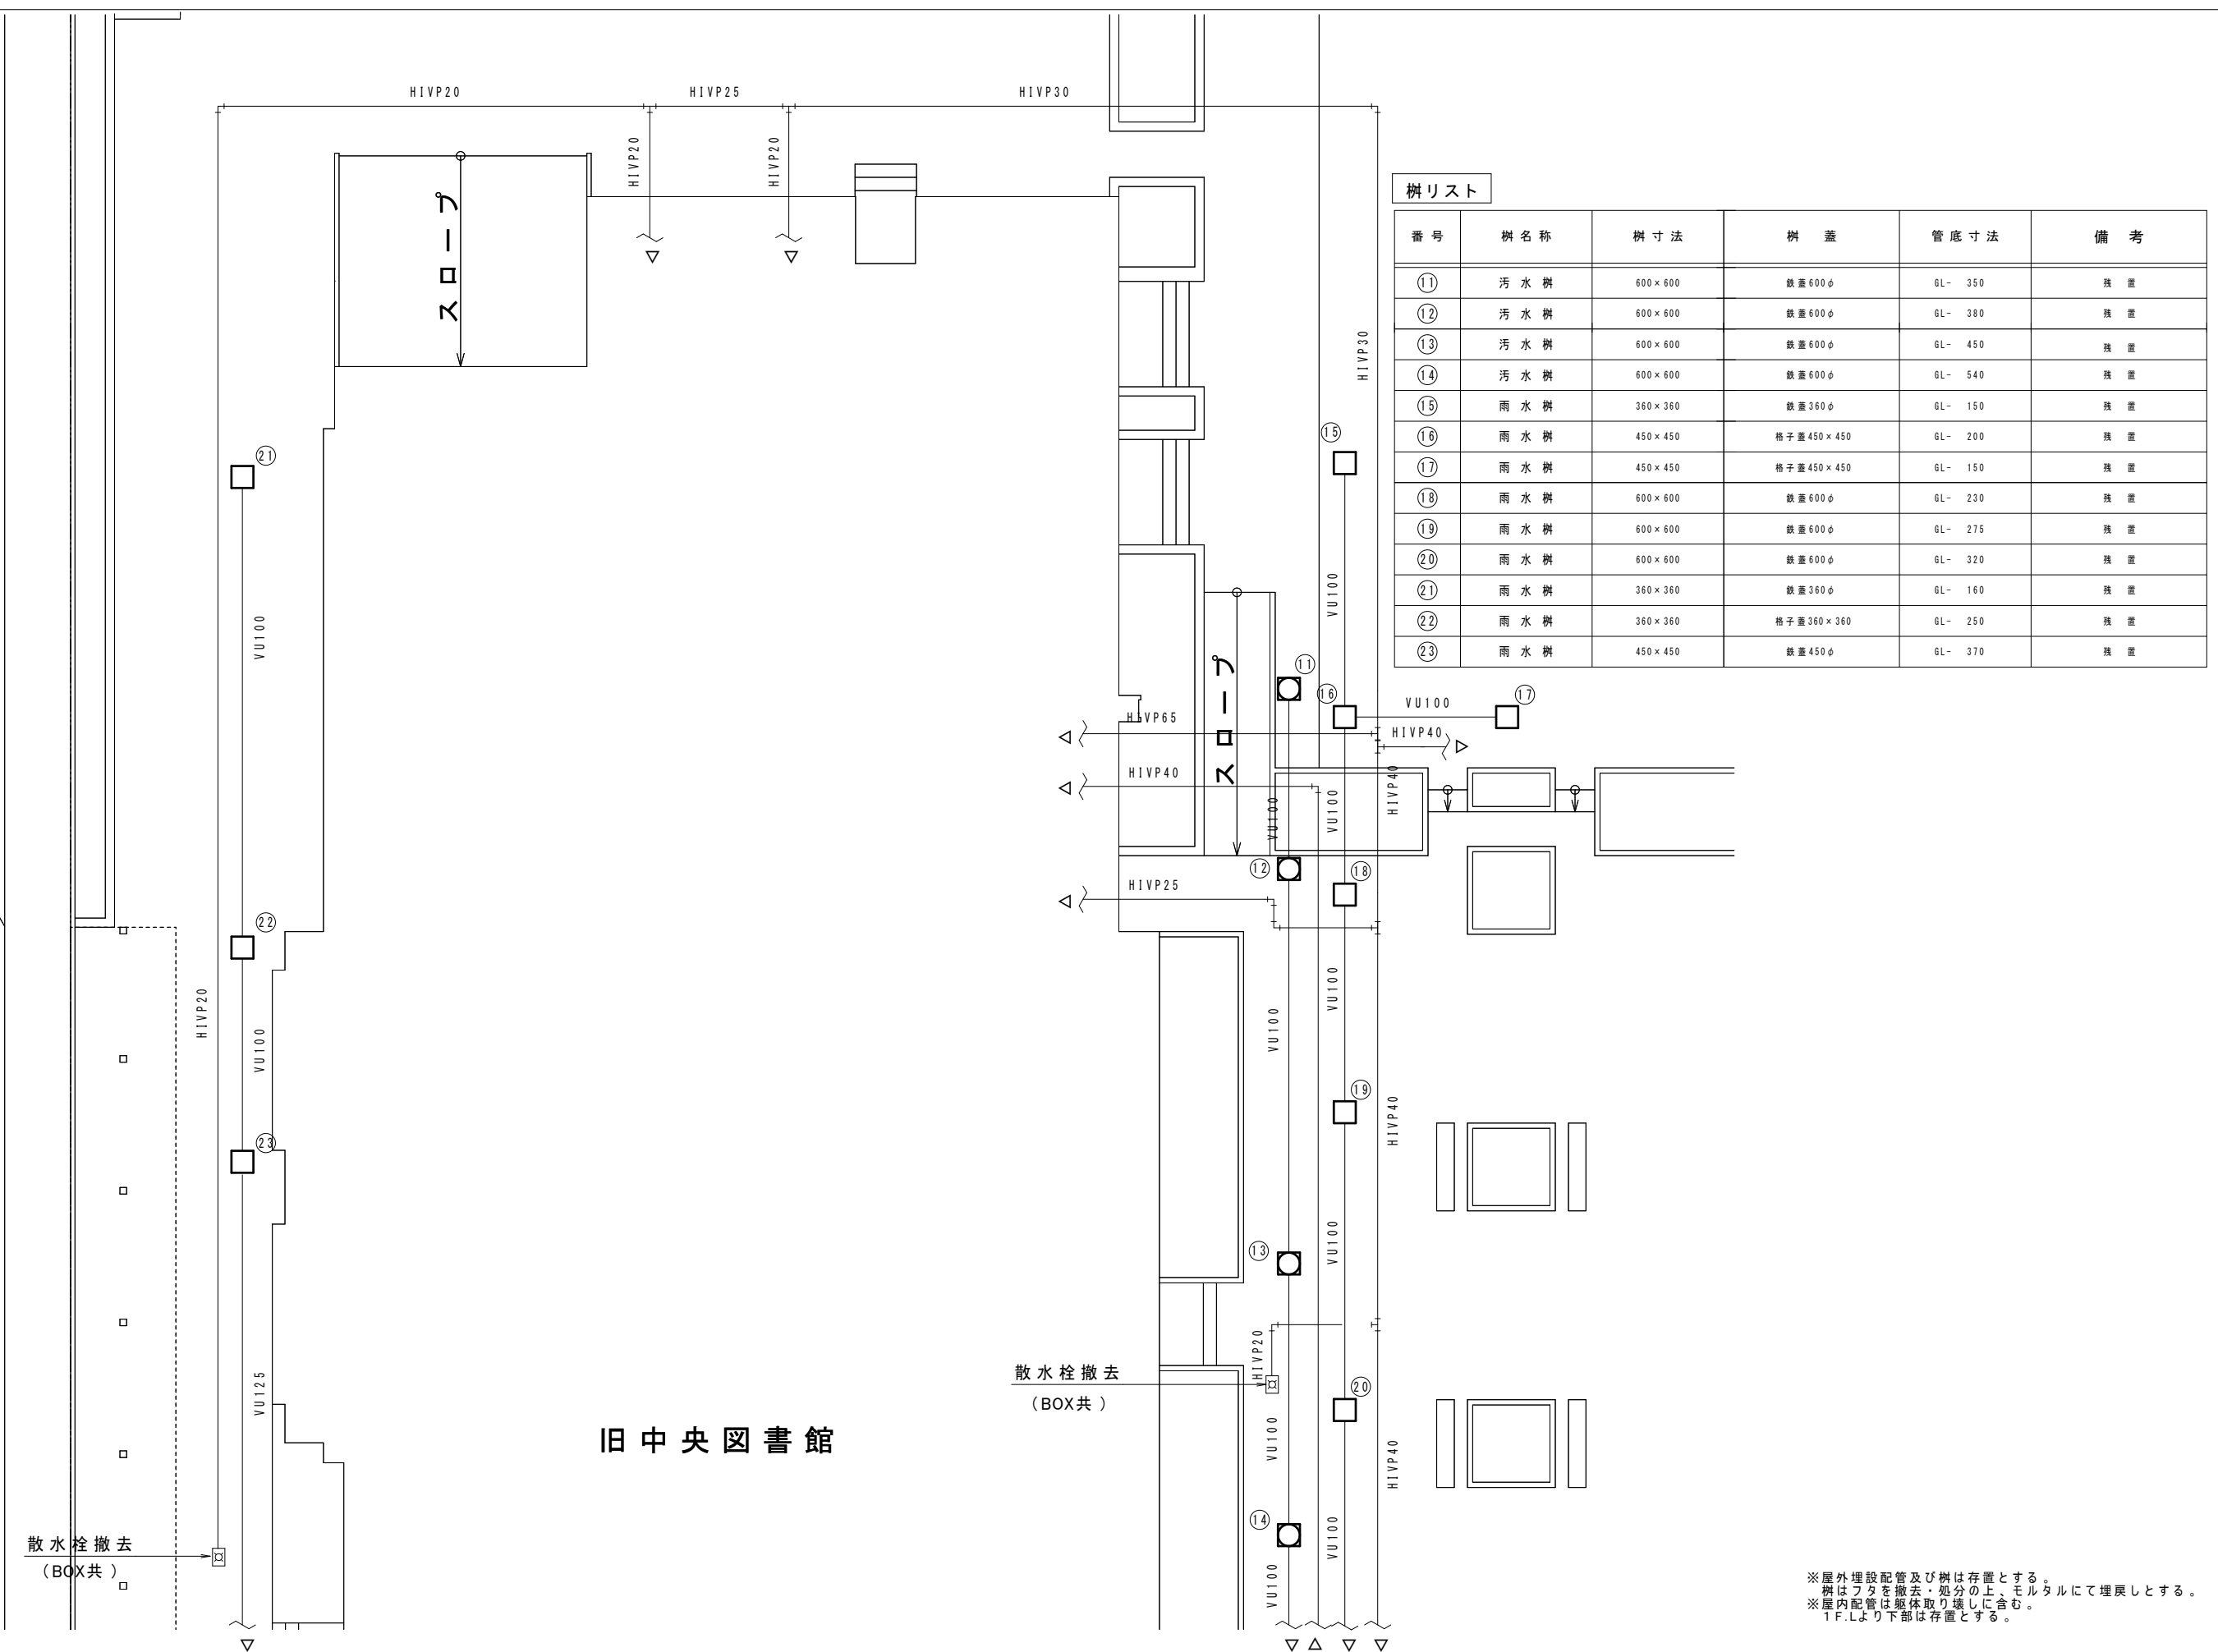 HIVP20
HIVP25
HIVP30
HIVP20
HIVP20
スロープ
HIVP30
桝リスト
番号 桝名称 桝寸法 桝 蓋 管底寸法 備 考
⑪ 汚水桝 600×600 鉄蓋600φ GL- 350 残 置
⑫ 汚水桝 600×600 鉄蓋600φ GL- 380 残 置
⑬ 汚水桝 600×600 鉄蓋600φ GL- 450 残 置
⑭ 汚水桝 600×600 鉄蓋600φ GL- 540 残 置
⑮ 雨水桝 360×360 鉄蓋360φ GL- 150 残 置
⑯ 雨水桝 450×450 格子蓋450×450 GL- 200 残 置
⑰ 雨水桝 450×450 格子蓋450×450 GL- 150 残 置
⑱ 雨水桝 600×600 鉄蓋600φ GL- 230 残 置
⑲ 雨水桝 600×600 鉄蓋600φ GL- 275 残 置
⑳ 雨水桝 600×600 鉄蓋600φ GL- 320 残 置
㉑ 雨水桝 360×360 鉄蓋360φ GL- 160 残 置
㉒ 雨水桝 360×360 格子蓋360×360 GL- 250 残 置
㉓ 雨水桝 450×450 鉄蓋450φ GL- 370 残 置
⑮
㉑
VU100
VU100
スロープ
⑪
⑯
⑰
VU100
HIVP65
HIVP40
HIVP40
VU100
VU100
HIVP40
⑫
⑱
HIVP25
㉒
HIVP20
VU100
VU100
VU100
㉓
⑲
HIVP40
⑬
VU100
HIVP20
散水栓撤去
（BOX共）
⑳
VU125
旧中央図書館
VU100
HIVP40
⑭
VU100
VU100
散水栓撤去
（BOX共）
※屋外埋設配管及び桝は存置とする。
桝はフタを撤去・処分の上、モルタルにて埋戻しとする。
※屋内配管は躯体取り壊しに含む。
1F.Lより下部は存置とする。